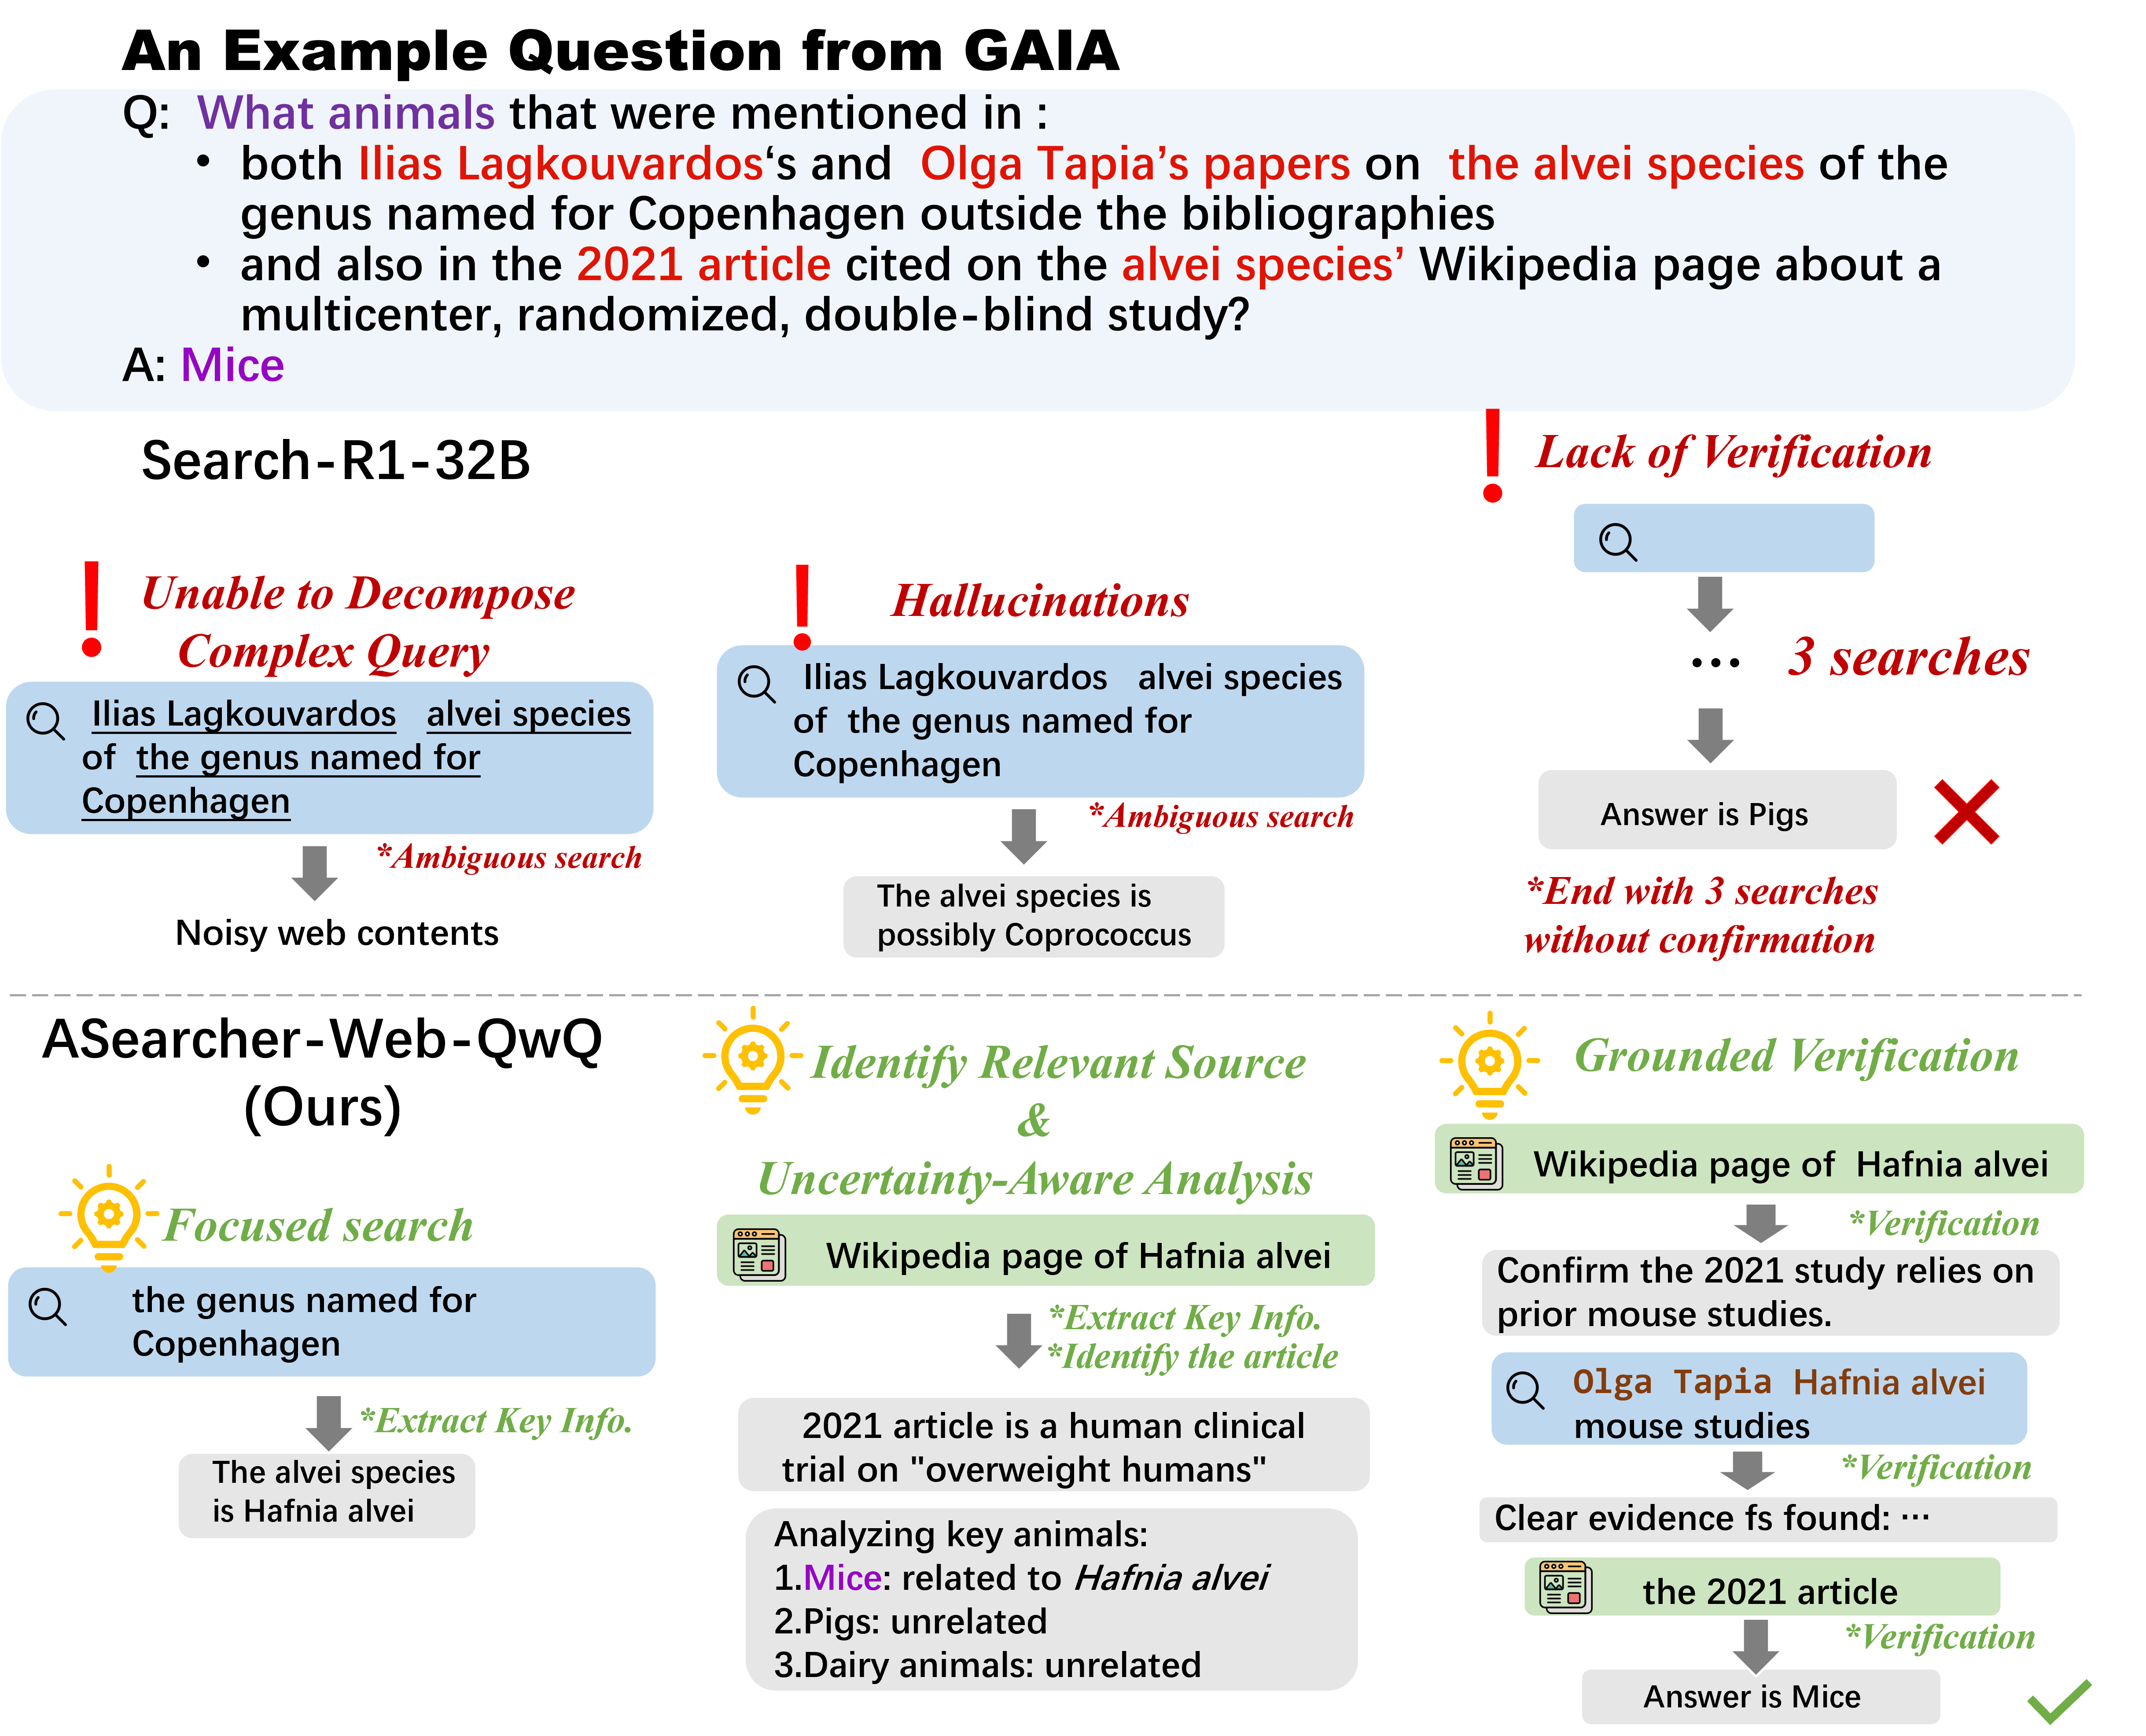 An Example Question from GAIA
Q: What animals that were mentioned in :
• both Ilias Lagkouvardos‘s and Olga Tapia’s papers on the alvei species of the
genus named for Copenhagen outside the bibliographies
• and also in the 2021 article cited on the alvei species’ Wikipedia page about a
multicenter, randomized, double-blind study?
A: Mice
Search-R1-32B
! Unable to Decompose
Complex Query
Ilias Lagkouvardos alvei species
of the genus named for
Copenhagen
*Ambiguous search
Noisy web contents
! Hallucinations
Ilias Lagkouvardos alvei species
of the genus named for
Copenhagen
*Ambiguous search
The alvei species is
possibly Coprococcus
! Lack of Verification
... 3 searches
Answer is Pigs
*End with 3 searches
without confirmation
ASearcher-Web-QwQ
(Ours)
Focused search
the genus named for
Copenhagen
*Extract Key Info.
The alvei species
is Hafnia alvei
Identify Relevant Source
&
Uncertainty-Aware Analysis
Wikipedia page of Hafnia alvei
*Extract Key Info.
*Identify the article
2021 article is a human clinical
trial on "overweight humans"
Analyzing key animals:
1.Mice: related to Hafnia alvei
2.Pigs: unrelated
3.Dairy animals: unrelated
Grounded Verification
Wikipedia page of Hafnia alvei
*Verification
Confirm the 2021 study relies on
prior mouse studies.
Olga Tapia Hafnia alvei
mouse studies
*Verification
Clear evidence fs found: ···
the 2021 article
*Verification
Answer is Mice